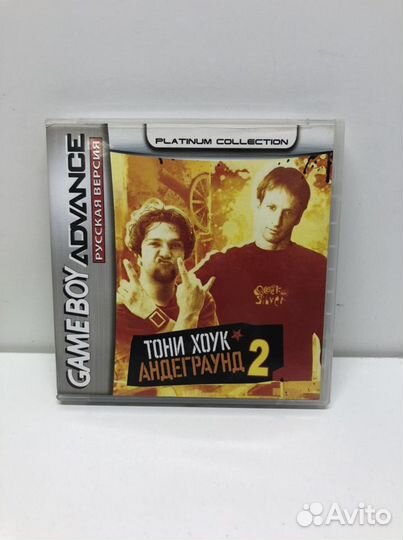 PLATINUM COLLECTION
GAME BOY ADVANCE
РУССКАЯ ВЕРСИЯ
ТОНИ ХОУК
АНДЕГРАУНД 2
Avito